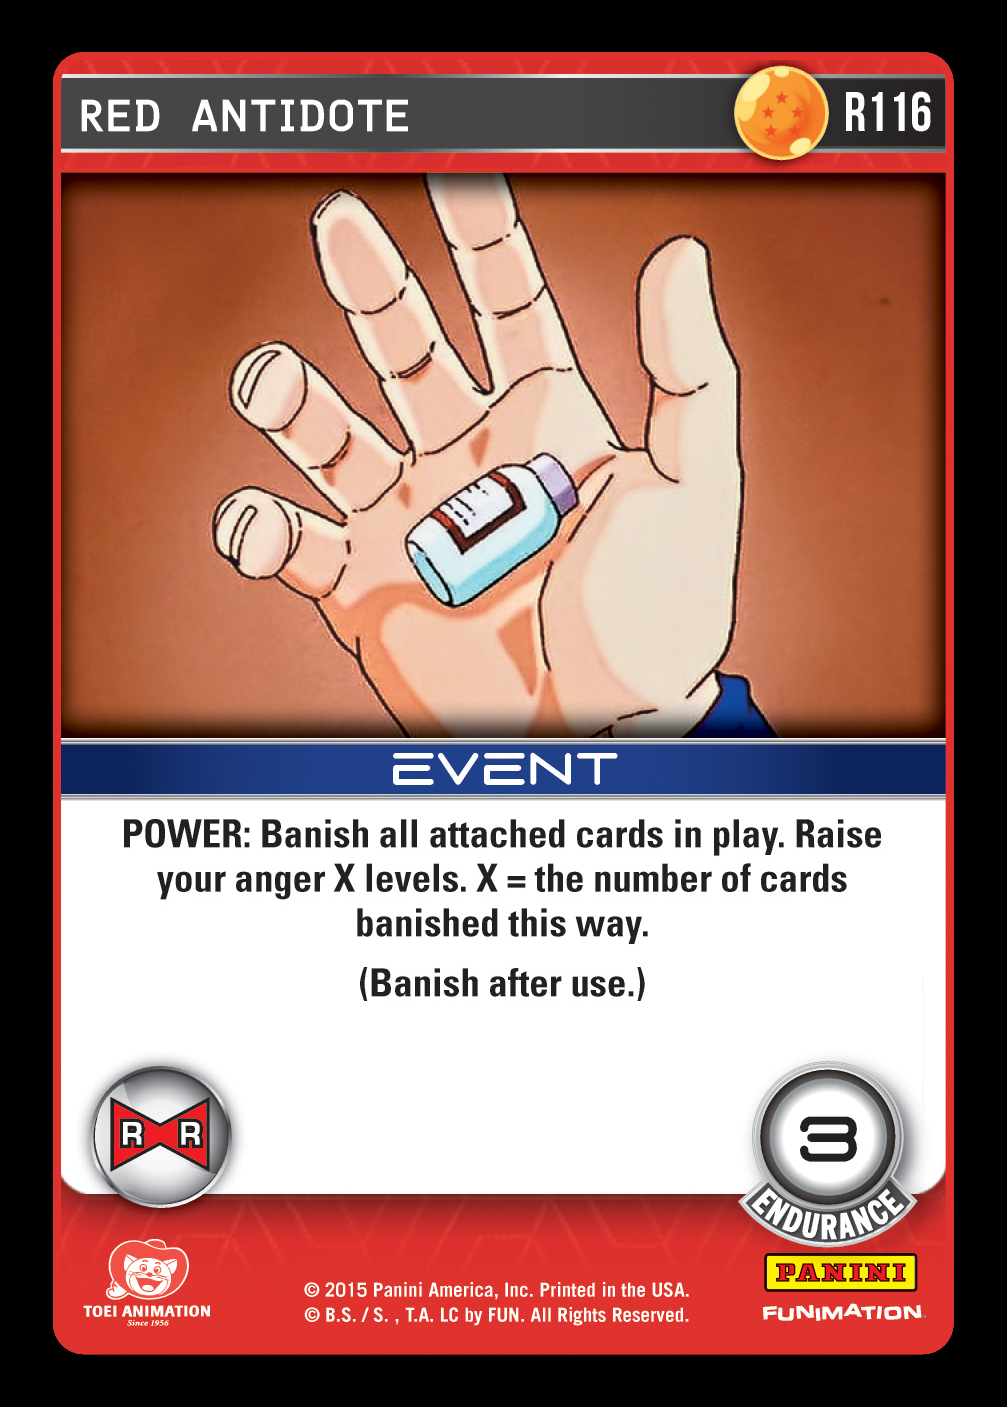 RED ANTIDOTE
R116
EVENT
POWER: Banish all attached cards in play. Raise
your anger X levels. X = the number of cards
banished this way.
(Banish after use.)
R R
3
ENDURANCE
TOEI ANIMATION
Since 1956
© 2015 Panini America, Inc. Printed in the USA.
© B.S. / S. , T.A. LC by FUN. All Rights Reserved.
PANINI
FUNIMATION